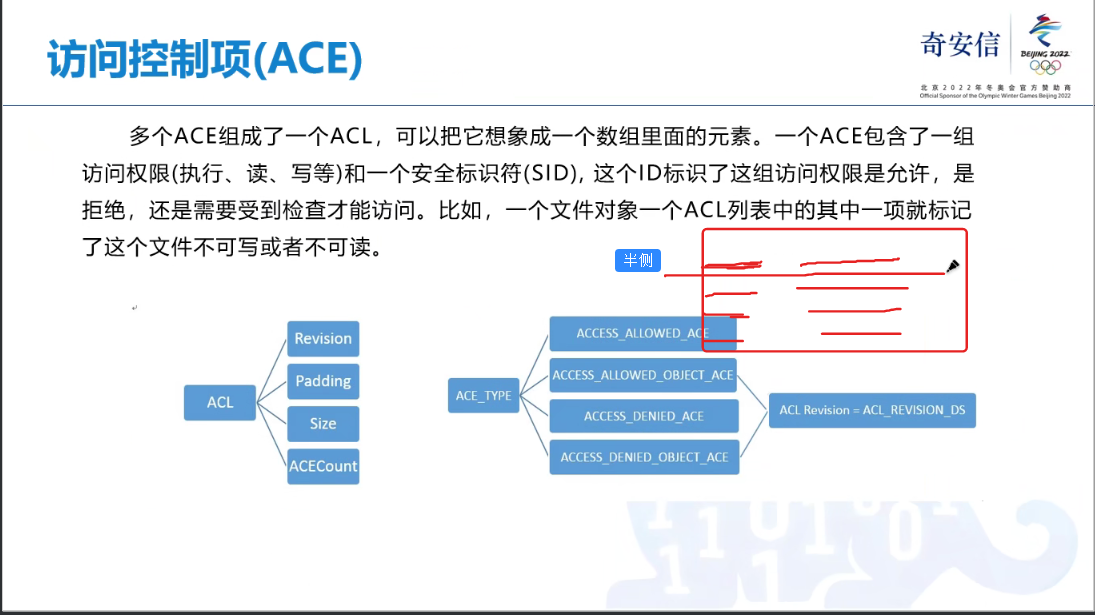 访问控制项(ACE)
奇安信
BEIJING 2022
北京2022年冬奥会官方赞助商
Official Sponsor of the Olympic Winter Games Beijing 2022
多个ACE组成了一个ACL，可以把它想象成一个数组里面的元素。一个ACE包含了一组
访问权限(执行、读、写等)和一个安全标识符(SID), 这个ID标识了这组访问权限是允许，是
拒绝，还是需要受到检查才能访问。比如，一个文件对象一个ACL列表中的其中一项就标记
了这个文件不可写或者不可读。
半侧
ACL
Revision
Padding
Size
ACECount
ACE_TYPE
ACCESS_ALLOWED_ACE
ACCESS_ALLOWED_OBJECT_ACE
ACCESS_DENIED_ACE
ACCESS_DENIED_OBJECT_ACE
ACL Revision = ACL_REVISION_DS